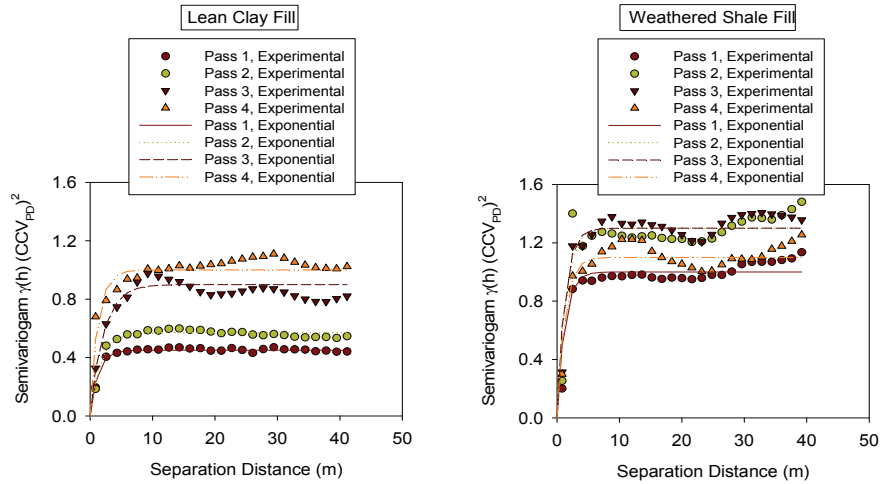 Lean Clay Fill
Pass 1, Experimental
Pass 2, Experimental
Pass 3, Experimental
Pass 4, Experimental
Pass 1, Exponential
Pass 2, Exponential
Pass 3, Exponential
Pass 4, Exponential
Semivariogam γ(h) (CCV_PD)²
1.6
1.2
0.8
0.4
0.0
0 10 20 30 40 50
Separation Distance (m)
Weathered Shale Fill
Pass 1, Experimental
Pass 2, Experimental
Pass 3, Experimental
Pass 4, Experimental
Pass 1, Exponential
Pass 2, Exponential
Pass 3, Exponential
Pass 4, Exponential
Semivariogam γ(h) (CCV_PD)²
1.6
1.2
0.8
0.4
0.0
0 10 20 30 40 50
Separation Distance (m)